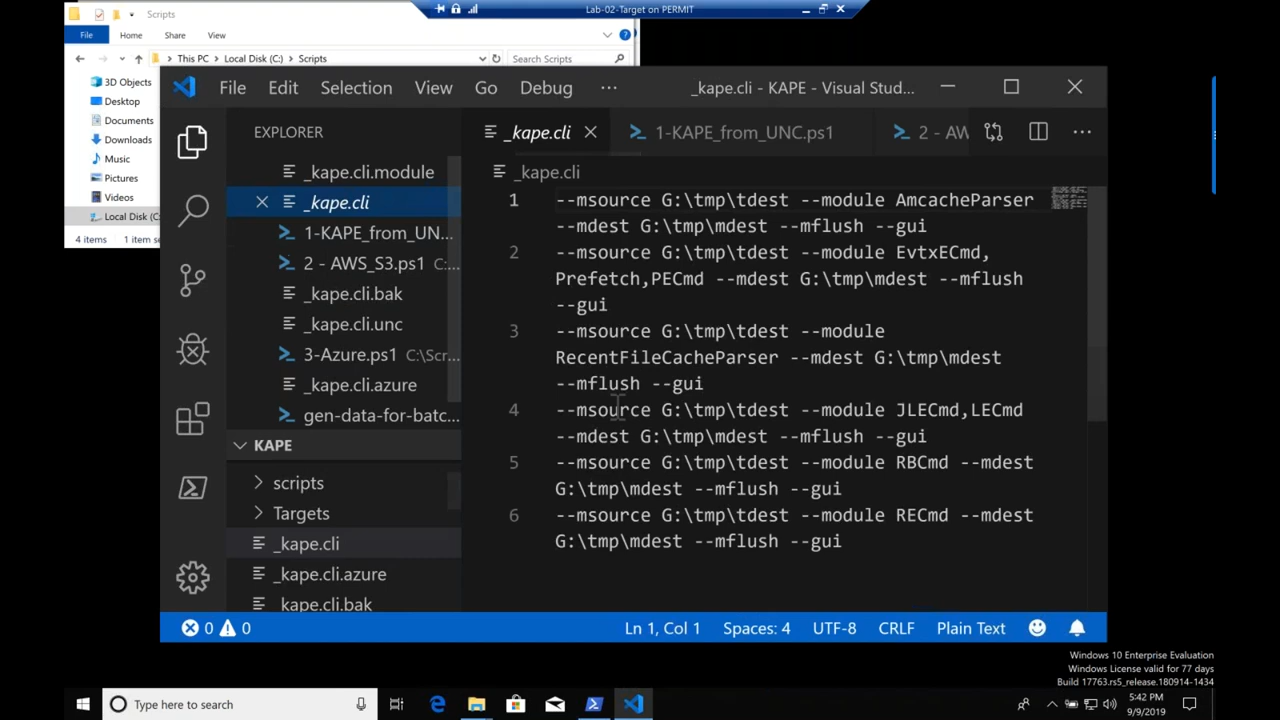 Scripts
Lab-02-Target on PERMIT
File Home Share View
This PC > Local Disk (C:) > Scripts
Search Scripts
3D Objects
Desktop
Documents
Downloads
Music
Pictures
Videos
Local Disk (C:
4 items 1 item se
File Edit Selection View Go Debug ... _kape.cli - KAPE - Visual Stud...
EXPLORER
_kape.cli.module
_kape.cli
1-KAPE_from_UN...
2 - AWS_S3.ps1 C:...
_kape.cli.bak
_kape.cli.unc
3-Azure.ps1 C:\Scr...
_kape.cli.azure
gen-data-for-batc...
KAPE
scripts
Targets
_kape.cli
_kape.cli.azure
_kape.cli.bak
_kape.cli 1-KAPE_from_UNC.ps1 2 - AW
_kape.cli
1 --msource G:\tmp\tdest --module AmcacheParser
--mdest G:\tmp\mdest --mflush --gui
2 --msource G:\tmp\tdest --module EvtxECmd,
Prefetch,PECmd --mdest G:\tmp\mdest --mflush
--gui
3 --msource G:\tmp\tdest --module
RecentFileCacheParser --mdest G:\tmp\mdest
--mflush --gui
4 --msource G:\tmp\tdest --module JLECmd,LECmd
--mdest G:\tmp\mdest --mflush --gui
5 --msource G:\tmp\tdest --module RBCmd --mdest
G:\tmp\mdest --mflush --gui
6 --msource G:\tmp\tdest --module RECmd --mdest
G:\tmp\mdest --mflush --gui
0 0 Ln 1, Col 1 Spaces: 4 UTF-8 CRLF Plain Text
Windows 10 Enterprise Evaluation
Windows License valid for 77 days
Build 17763.rs5_release.180914-1434
Type here to search
5:42 PM
9/9/2019